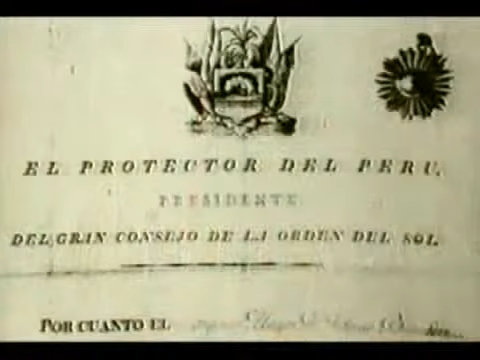 EL PROTECTOR DEL PERU.
PRESIDENTE
DEL GRAN CONSEJO DE LA ORDEN DEL SOL
POR CUANTO EL